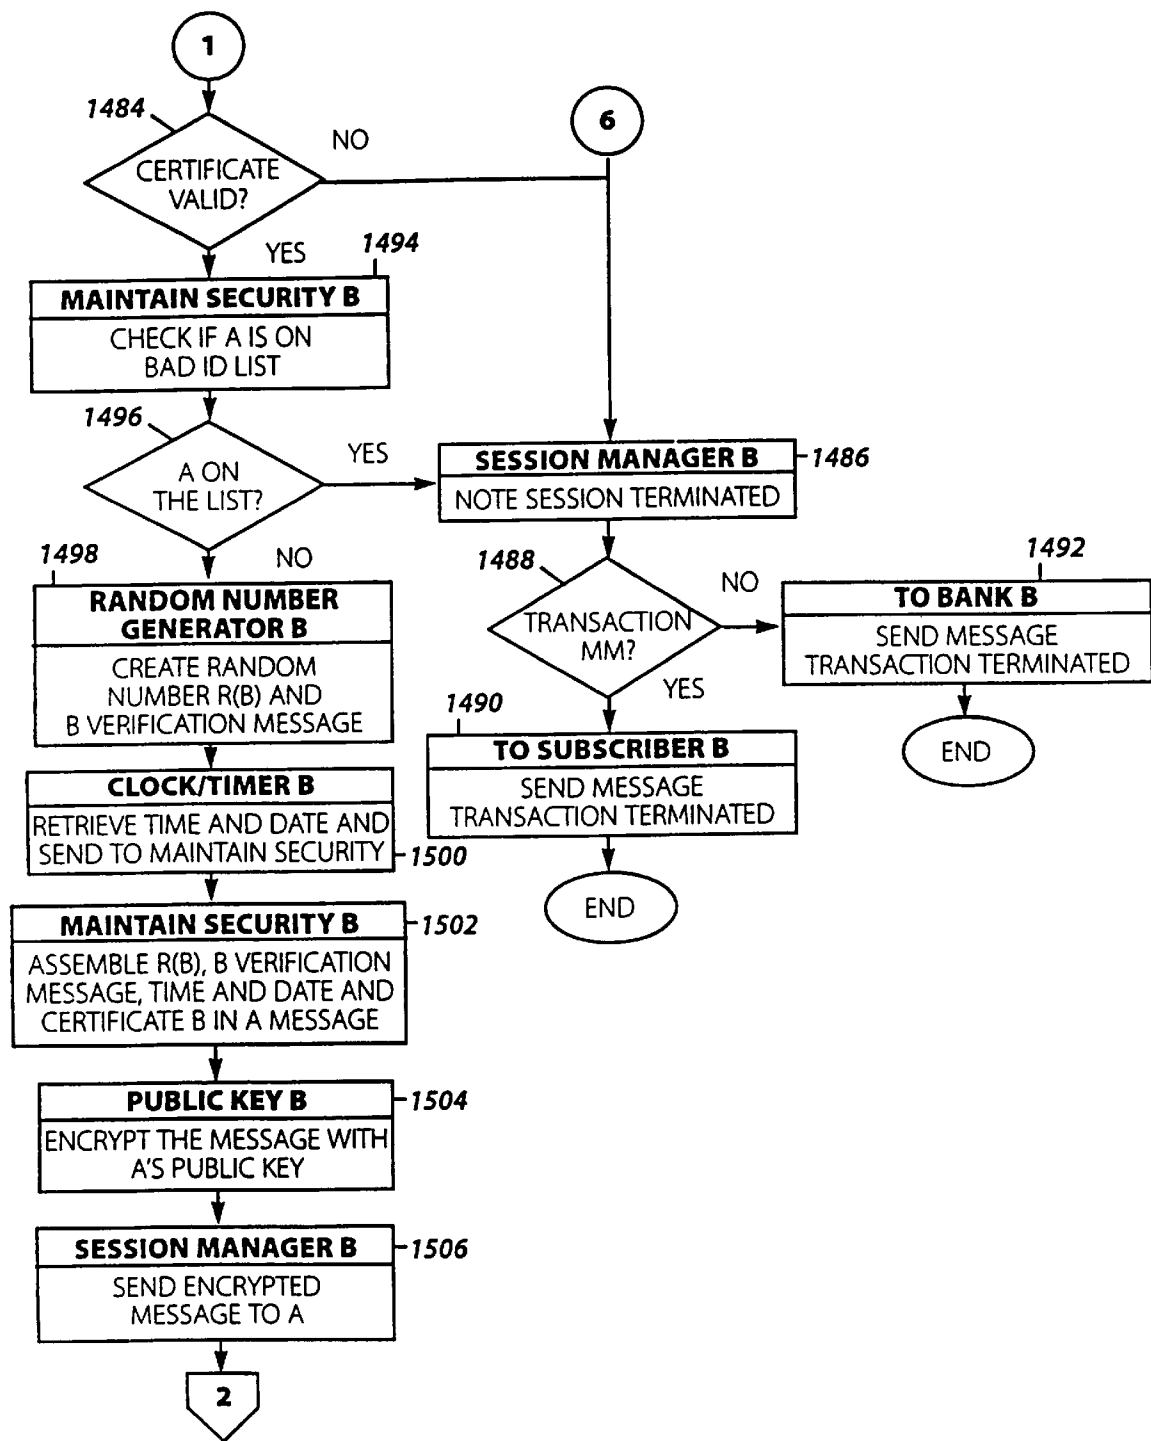 1
1484
CERTIFICATE
VALID?
NO
6
YES
1494
MAINTAIN SECURITY B
CHECK IF A IS ON
BAD ID LIST
1496
A ON
THE LIST?
YES
SESSION MANAGER B
1486
NOTE SESSION TERMINATED
1498
NO
RANDOM NUMBER
GENERATOR B
CREATE RANDOM
NUMBER R(B) AND
B VERIFICATION MESSAGE
1488
TRANSACTION
MM?
NO
1492
TO BANK B
SEND MESSAGE
TRANSACTION TERMINATED
END
YES
1490
TO SUBSCRIBER B
SEND MESSAGE
TRANSACTION TERMINATED
END
CLOCK/TIMER B
RETRIEVE TIME AND DATE AND
SEND TO MAINTAIN SECURITY
1500
MAINTAIN SECURITY B
1502
ASSEMBLE R(B), B VERIFICATION
MESSAGE, TIME AND DATE AND
CERTIFICATE B IN A MESSAGE
PUBLIC KEY B
1504
ENCRYPT THE MESSAGE WITH
A'S PUBLIC KEY
SESSION MANAGER B
1506
SEND ENCRYPTED
MESSAGE TO A
2